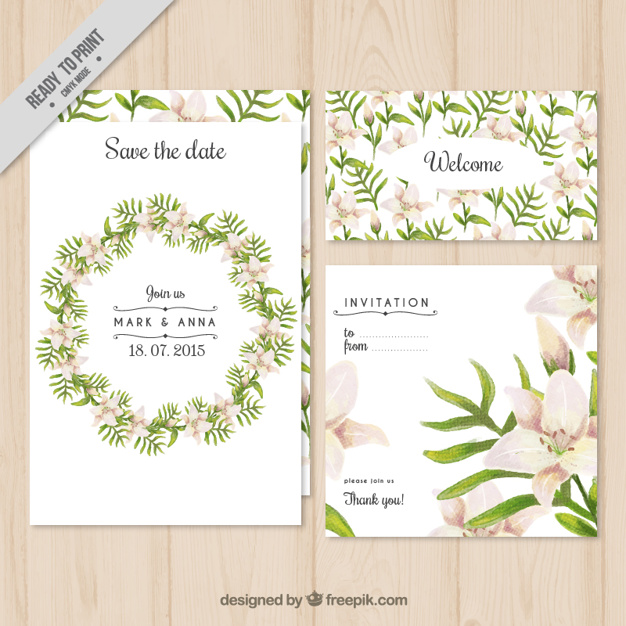 READY TO PRINT
CMYK MODE
Save the date
Join us
MARK & ANNA
18. 07. 2015
Welcome
INVITATION
to
from
please join us
Thank you!
designed by freepik.com